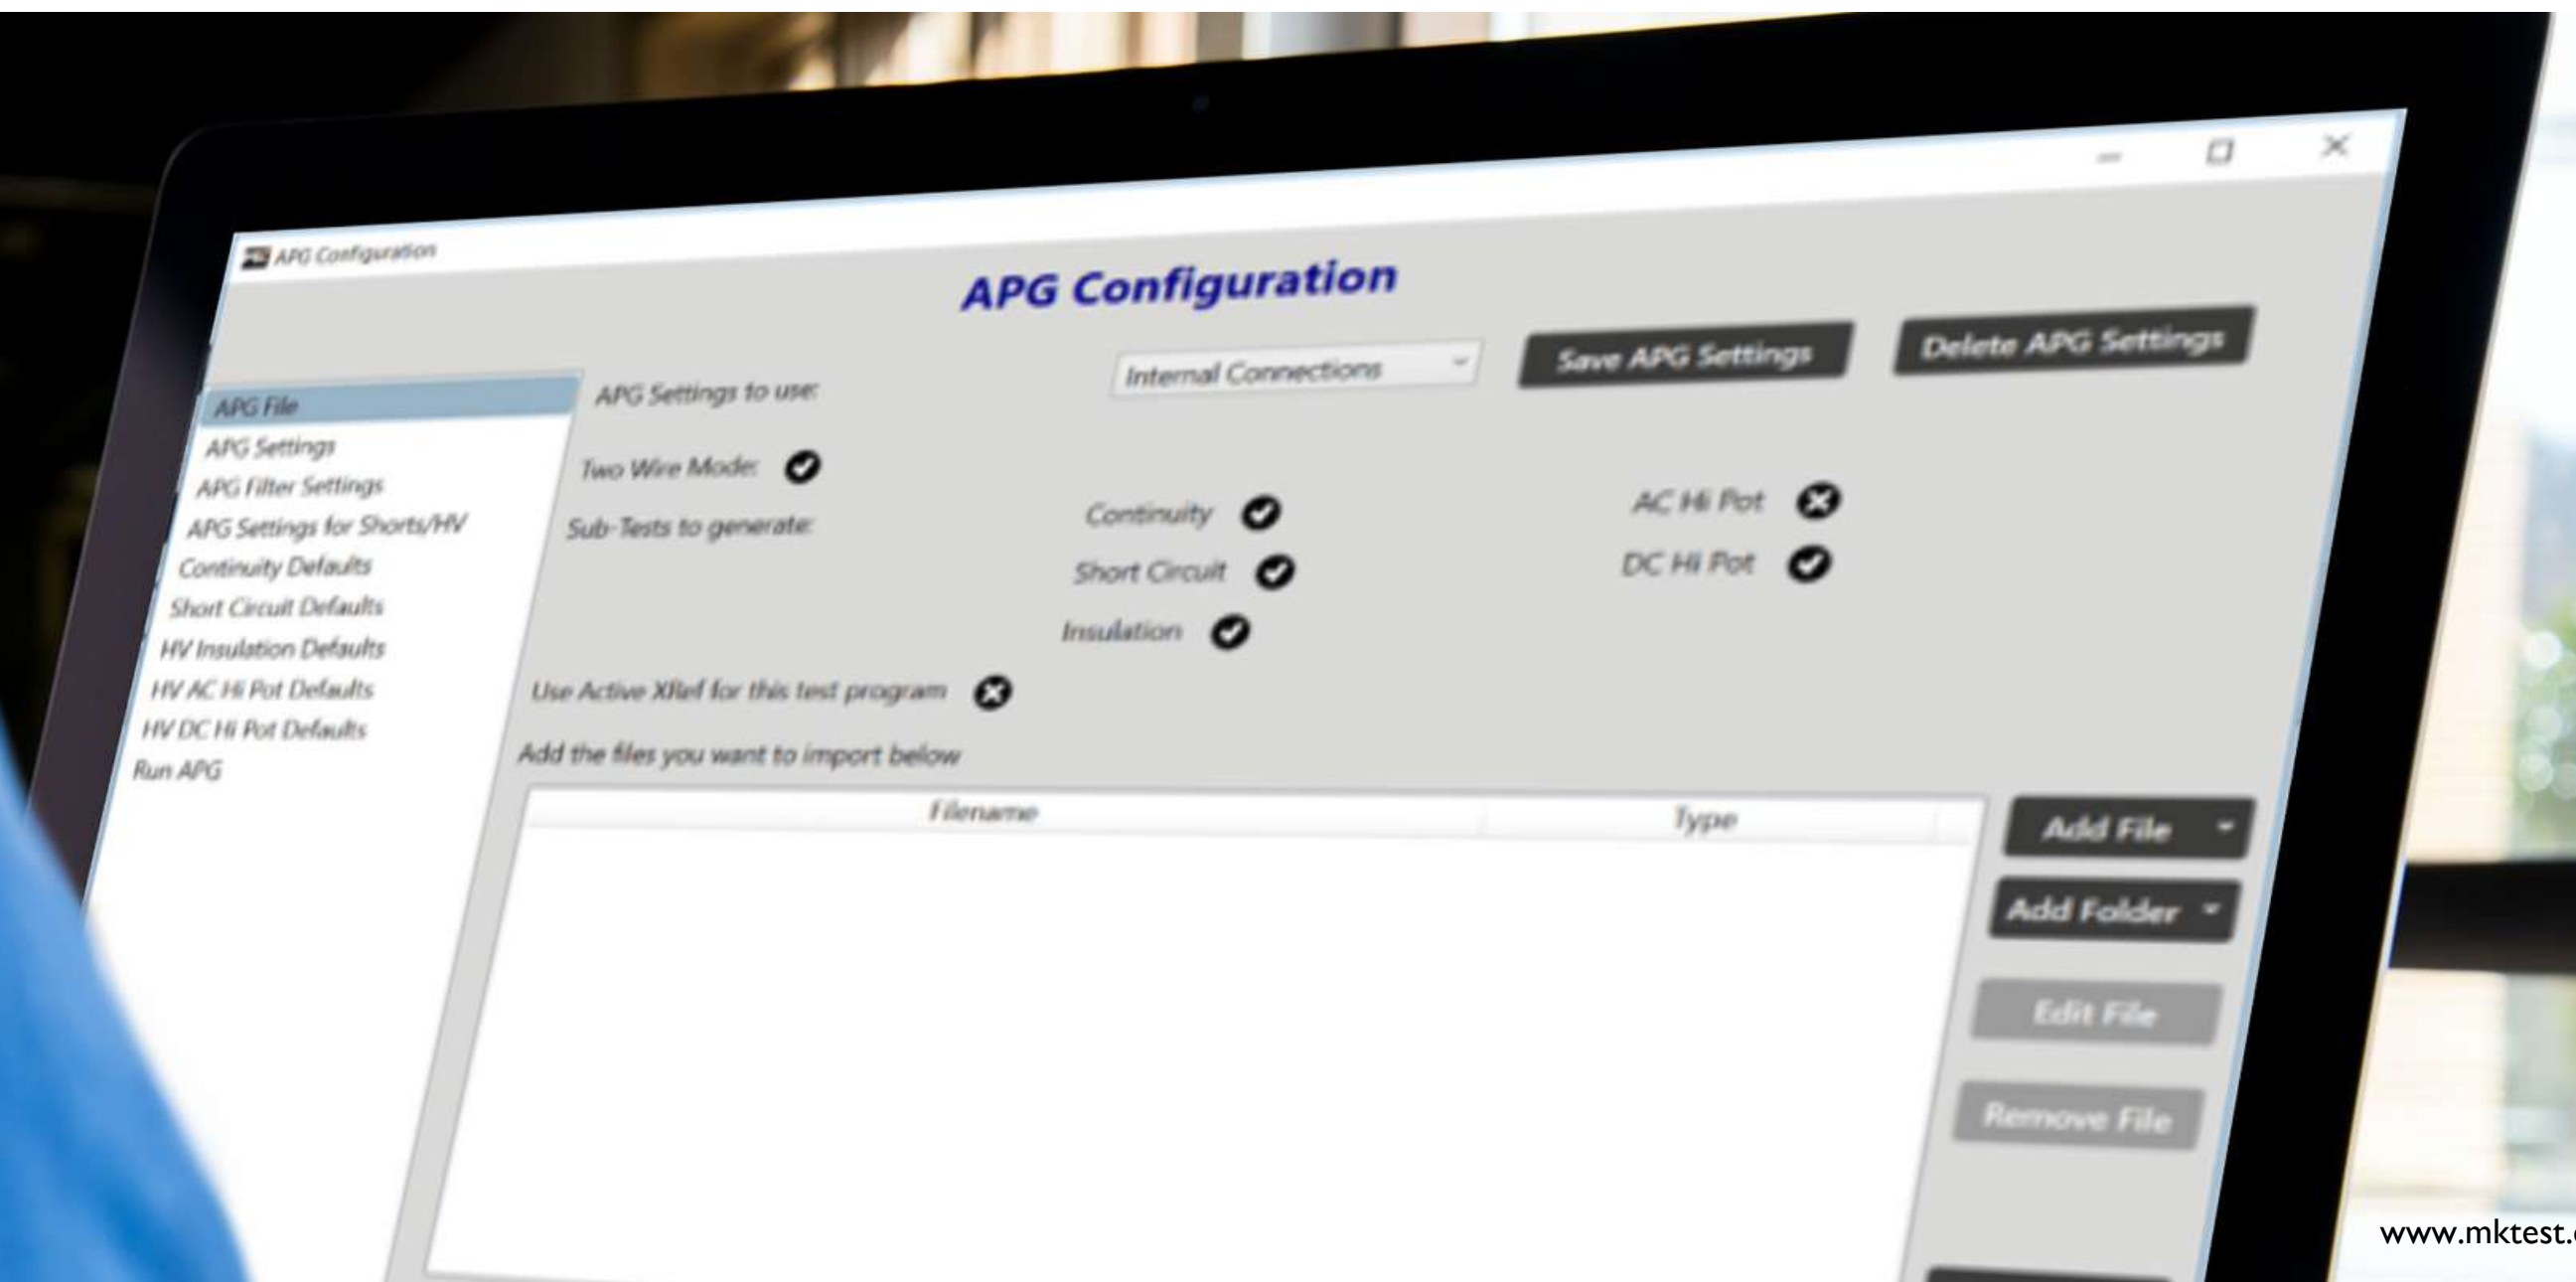 APG Configuration
APG Configuration
APG Settings to use:
Internal Connections
Save APG Settings
Delete APG Settings
APG File
APG Settings
APG Filter Settings
APG Settings for Shorts/HV
Continuity Defaults
Short Circuit Defaults
HV Insulation Defaults
HV AC Hi Pot Defaults
HV DC Hi Pot Defaults
Run APG
Two Wire Mode:
Sub-Tests to generate:
Continuity
Short Circuit
Insulation
AC Hi Pot
DC Hi Pot
Use Active XRef for this test program
Add the files you want to import below
Filename
Type
Add File
Add Folder
Edit File
Remove File
www.mktest.